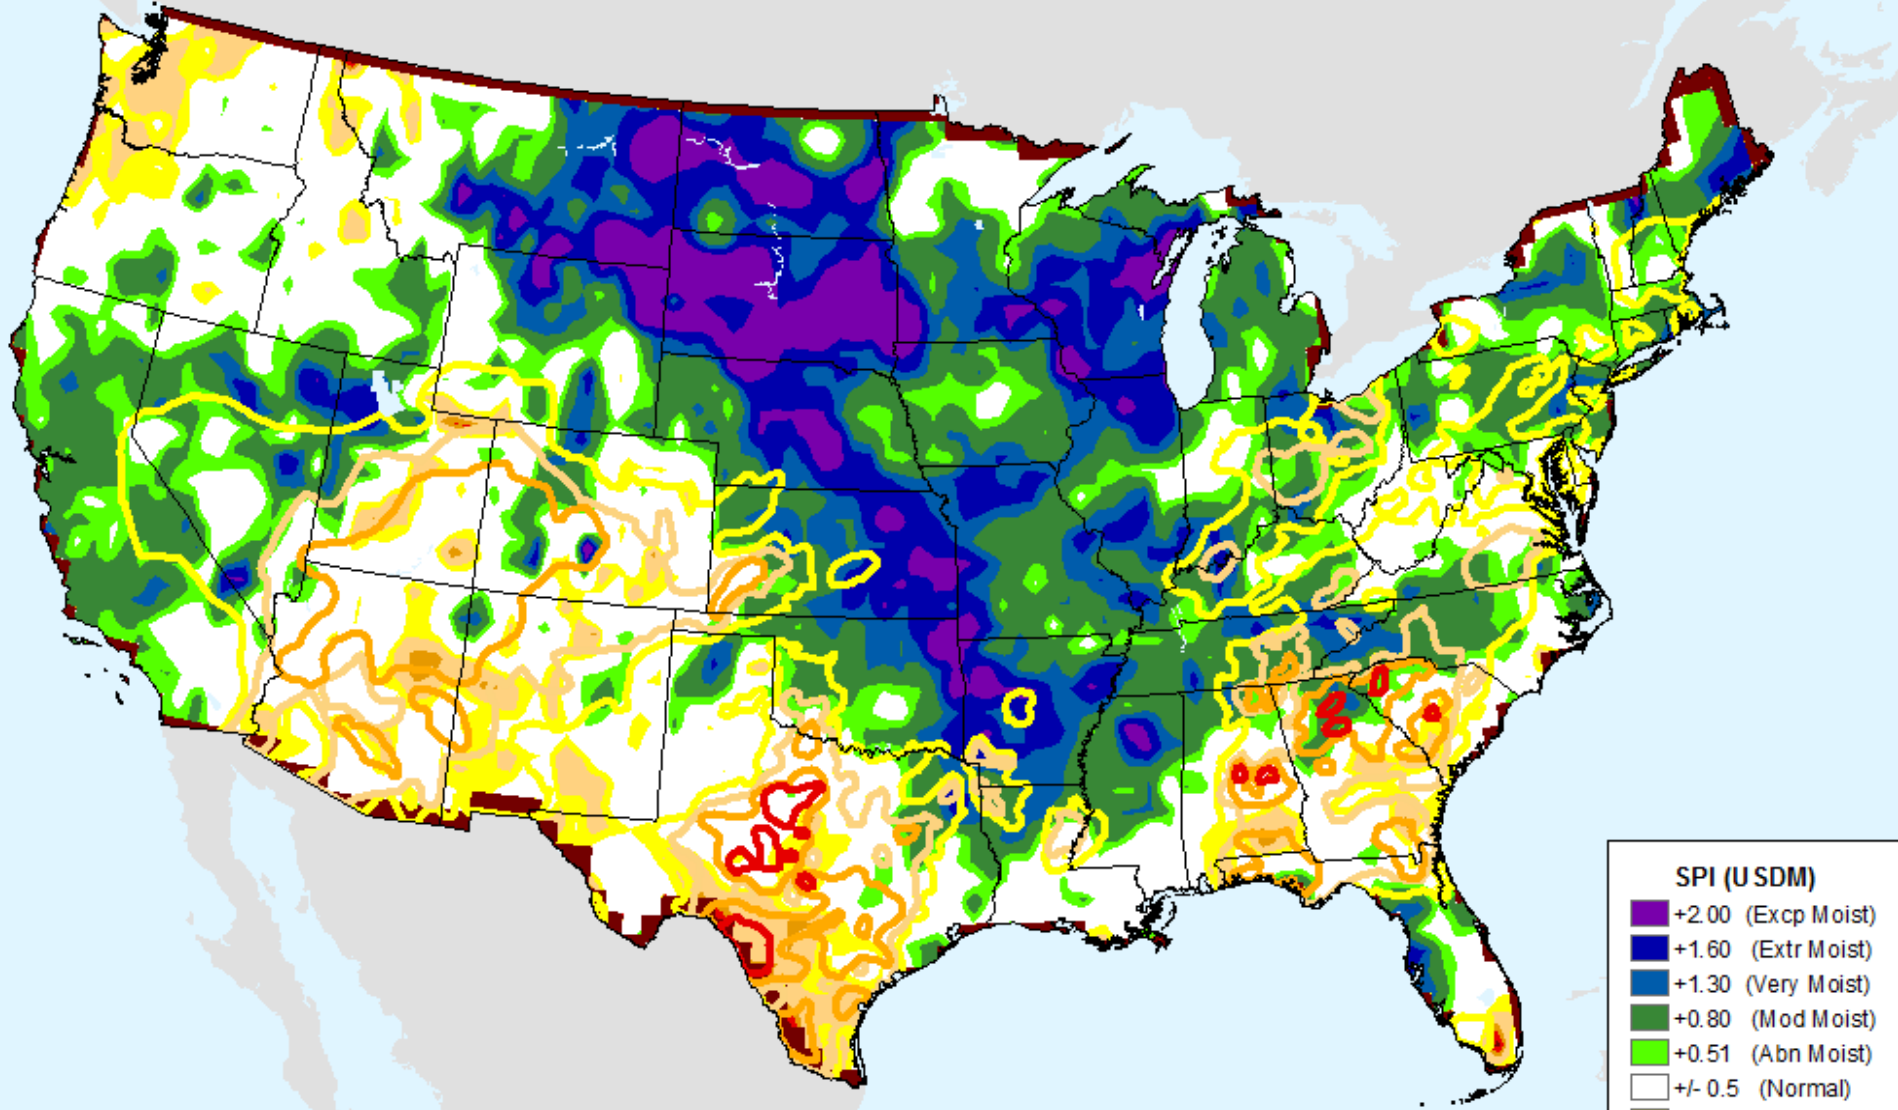 SPI (USDM)
+2.00 (Excp Moist)
+1.60 (Extr Moist)
+1.30 (Very Moist)
+0.80 (Mod Moist)
+0.51 (Abn Moist)
+/- 0.5 (Normal)